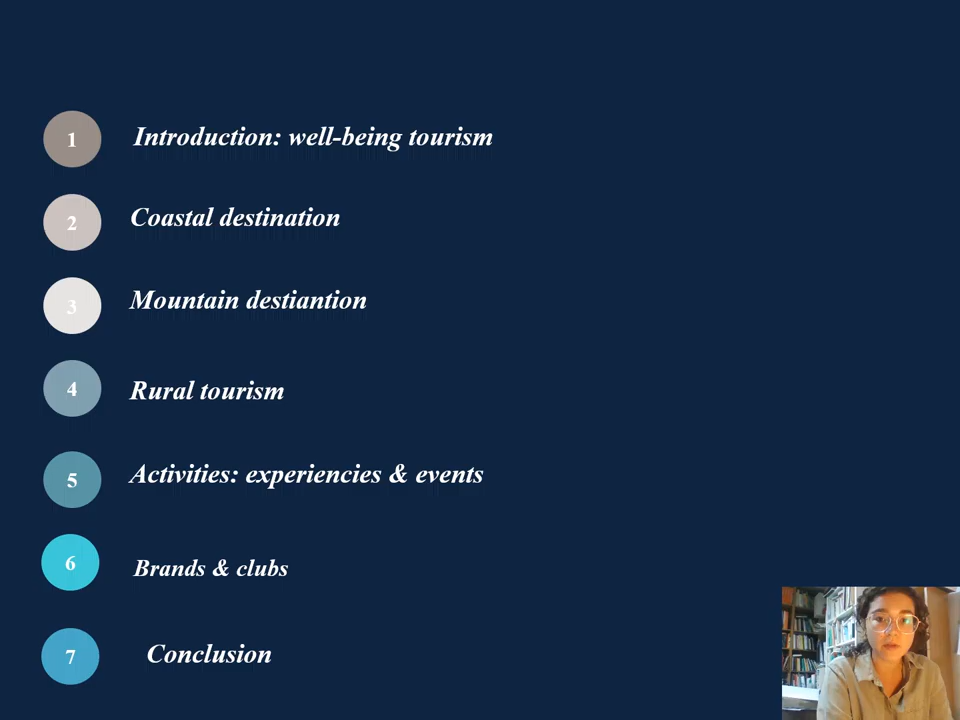 1 Introduction: well-being tourism
2 Coastal destination
3 Mountain destiantion
4 Rural tourism
5 Activities: experiencies & events
6 Brands & clubs
7 Conclusion